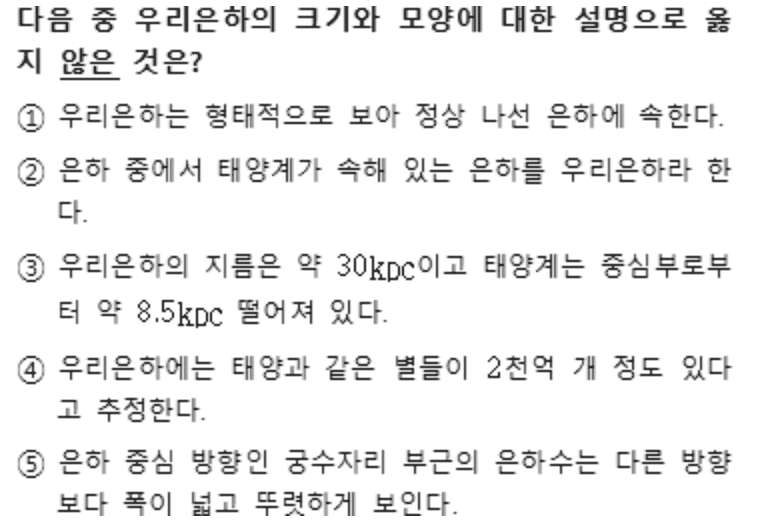 다음 중 우리은하의 크기와 모양에 대한 설명으로 옳
지 않은 것은?
① 우리은하는 형태적으로 보아 정상 나선 은하에 속한다.
② 은하 중에서 태양계가 속해 있는 은하를 우리은하라 한
다.
③ 우리은하의 지름은 약 30kpc이고 태양계는 중심부로부
터 약 8.5kpc 떨어져 있다.
④ 우리은하에는 태양과 같은 별들이 2천억 개 정도 있다
고 추정한다.
⑤ 은하 중심 방향인 궁수자리 부근의 은하수는 다른 방향
보다 폭이 넓고 뚜렷하게 보인다.